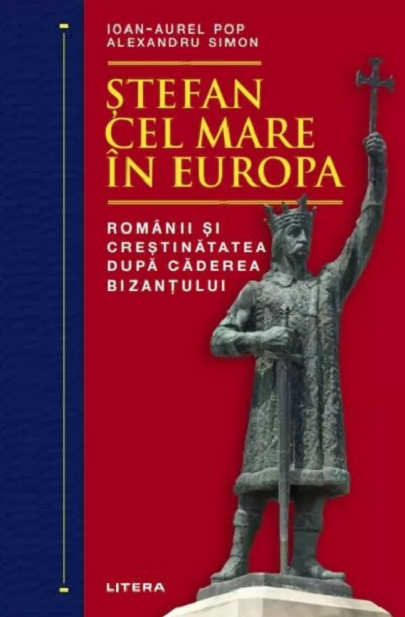 IOAN-AUREL POP
ALEXANDRU SIMON
ȘTEFAN
CEL MARE
ÎN EUROPA
ROMÂNII ȘI
CREȘTINĂTATEA
DUPĂ CĂDEREA
BIZANȚULUI
LITERA